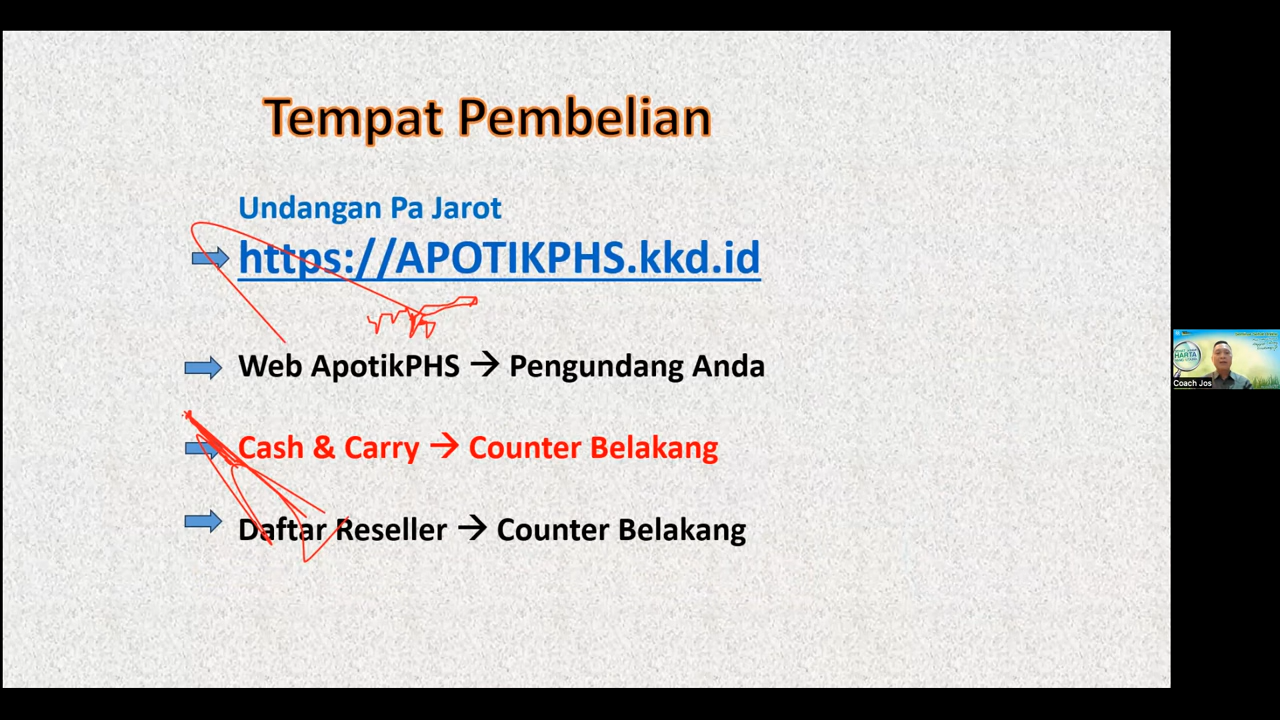 Tempat Pembelian
Undangan Pa Jarot
https://APOTIKPHS.kkd.id
Web ApotikPHS → Pengundang Anda
Cash & Carry → Counter Belakang
Daftar Reseller → Counter Belakang
HARTA
Coach Jos